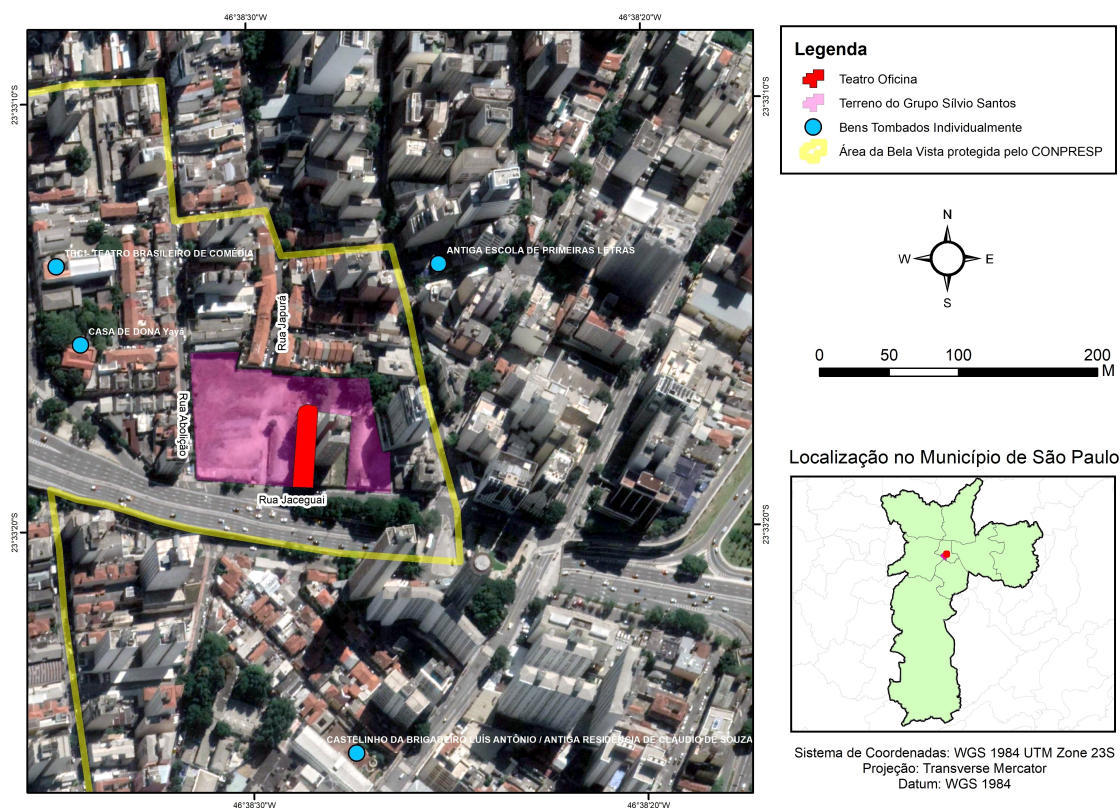 46°38'30"W
46°38'20"W
23°33'10"S
23°33'10"S
TBC - TEATRO BRASILEIRO DE COMÉDIA
ANTIGA ESCOLA DE PRIMEIRAS LETRAS
CASA DE DONA Yayá
Rua Japurá
Rua Abolição
Rua Jaceguai
23°33'20"S
23°33'20"S
CASTELINHO DA BRIGADEIRO LUÍS ANTÔNIO / ANTIGA RESIDÊNCIA DE CLÁUDIO DE SOUZA
46°38'30"W
46°38'20"W
Legenda
Teatro Oficina
Terreno do Grupo Sílvio Santos
Bens Tombados Individualmente
Área da Bela Vista protegida pelo CONPRESP
N
W
E
S
0 50 100 200
M
Localização no Município de São Paulo
Sistema de Coordenadas: WGS 1984 UTM Zone 23S
Projeção: Transverse Mercator
Datum: WGS 1984